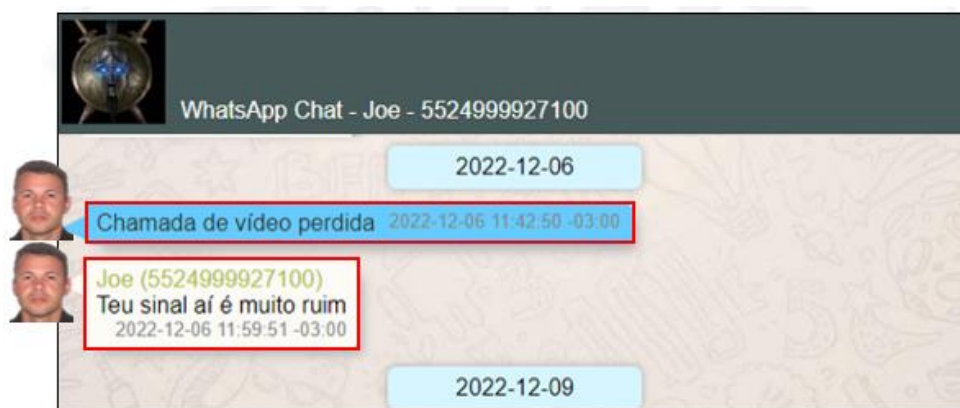 WhatsApp Chat - Joe - 5524999927100
2022-12-06
Chamada de vídeo perdida 2022-12-06 11:42:50 -03:00
Joe (5524999927100)
Teu sinal aí é muito ruim
2022-12-06 11:59:51 -03:00
2022-12-09